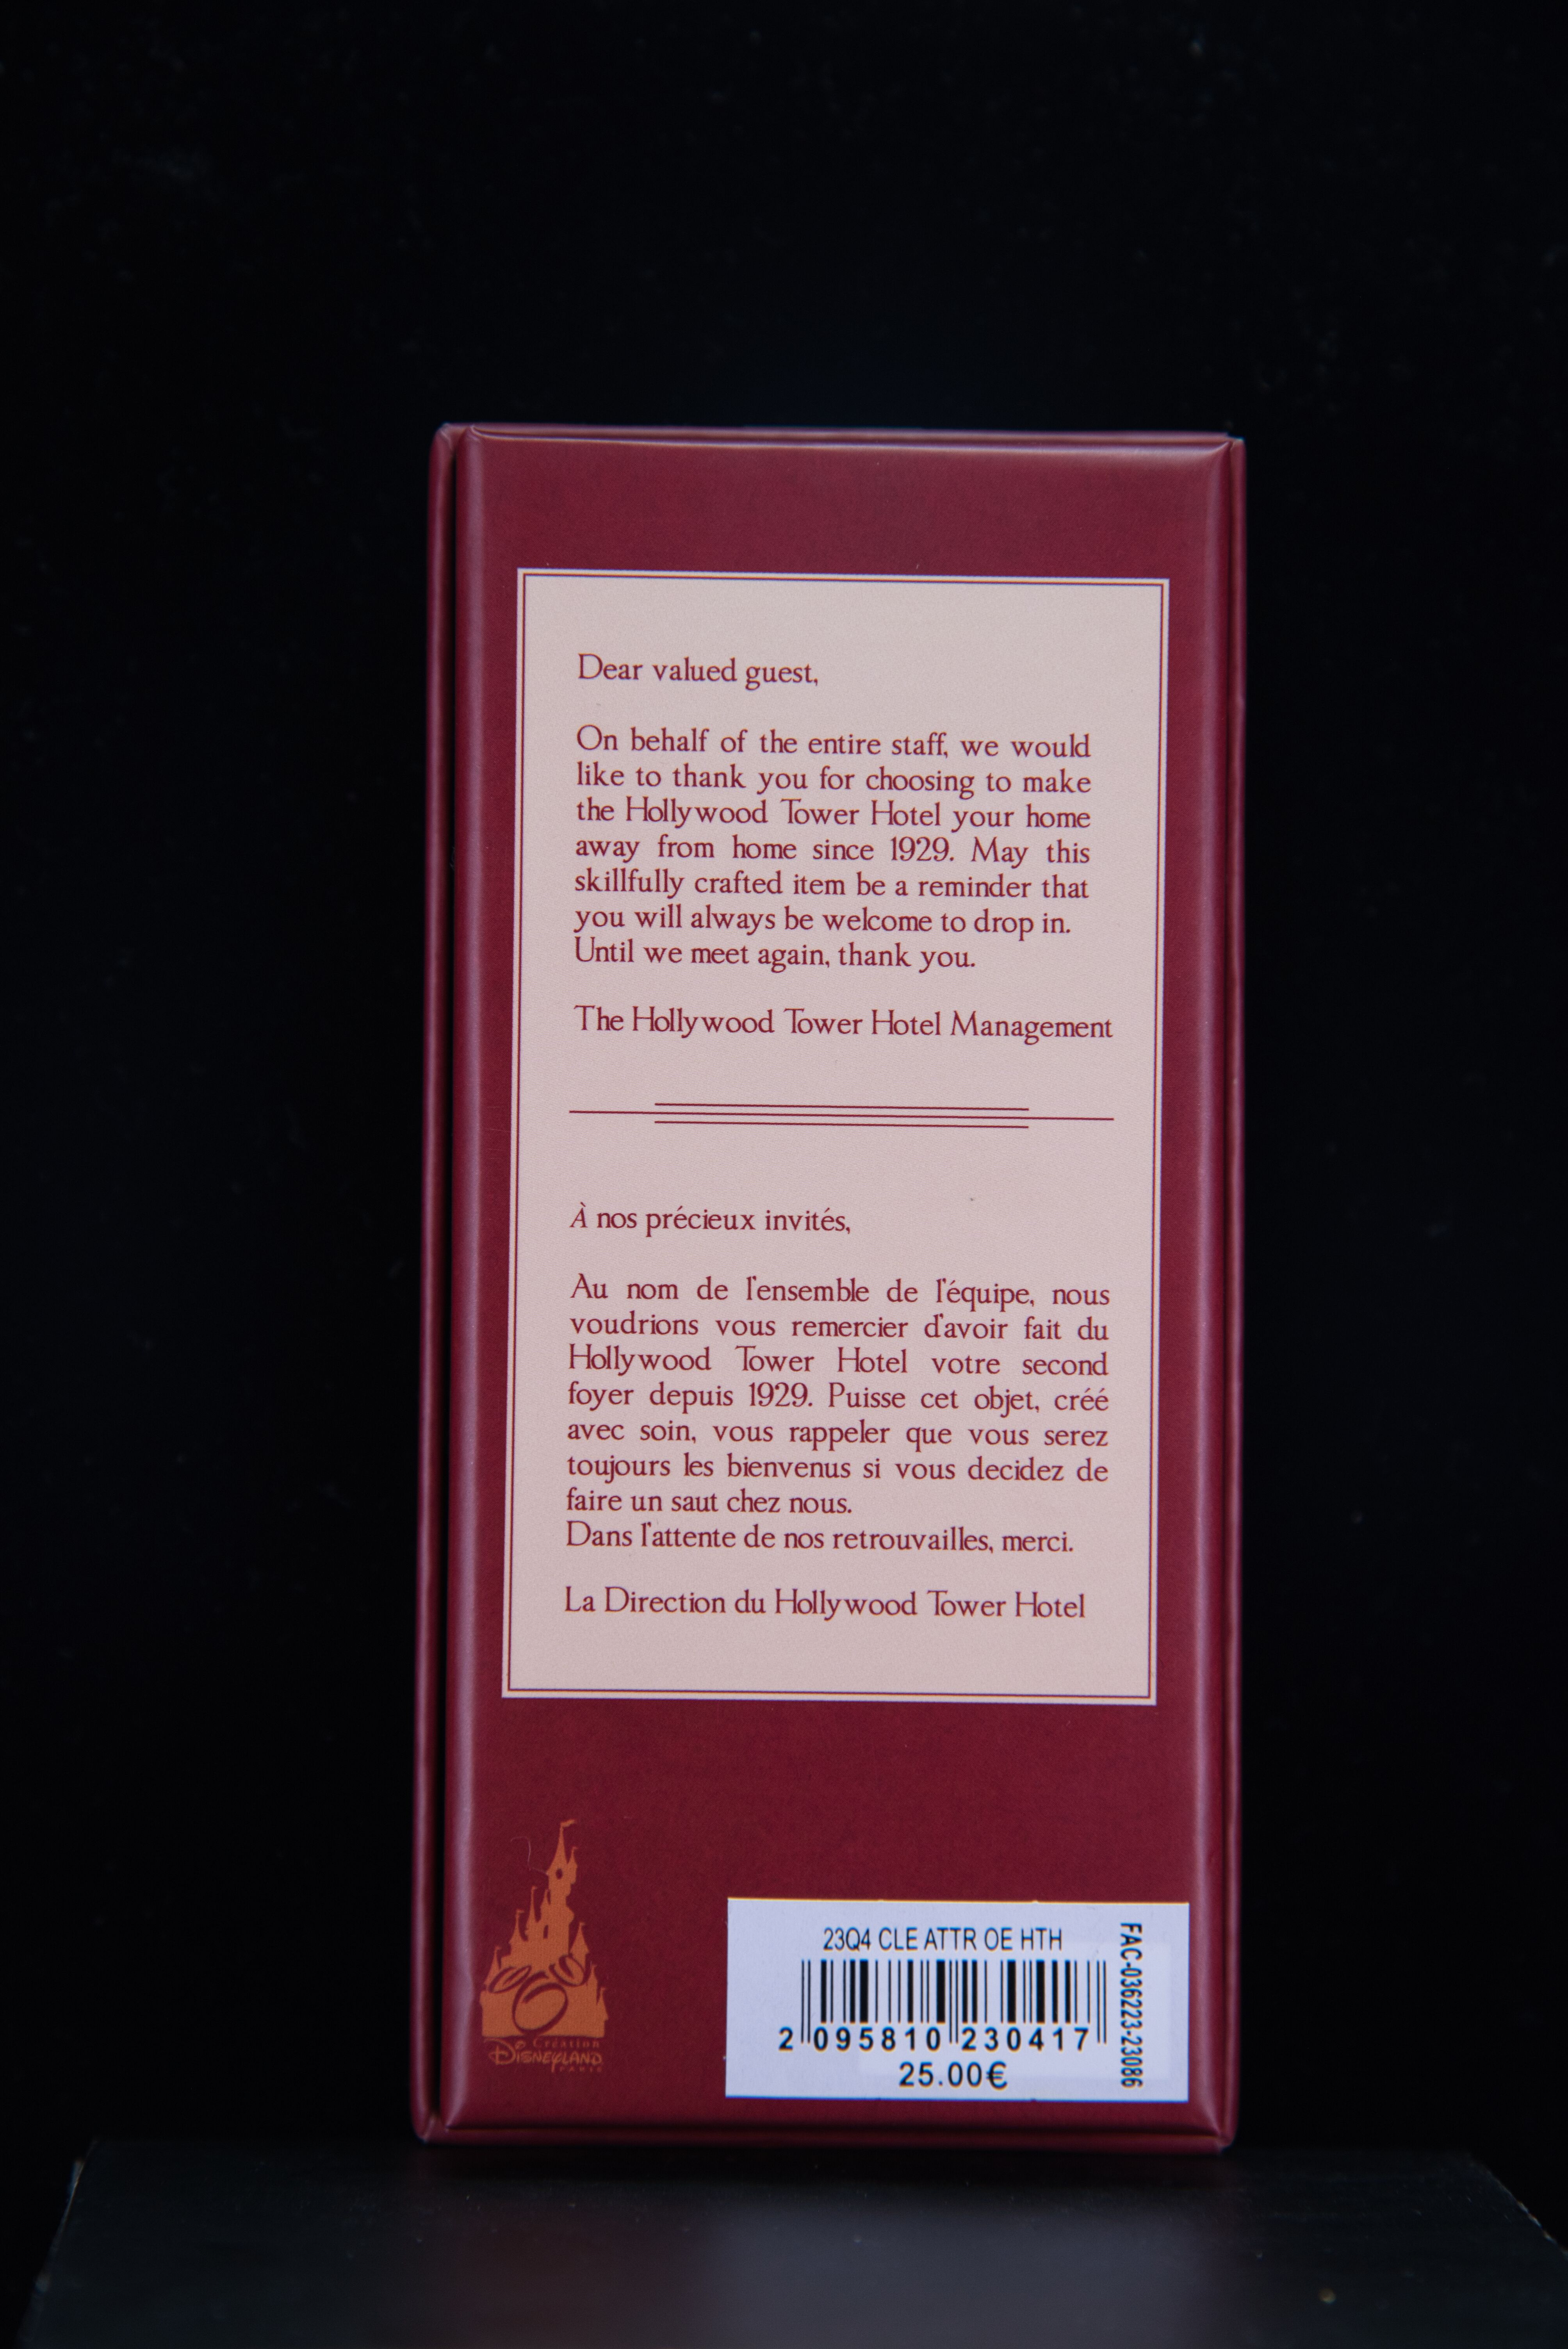 Dear valued guest,
On behalf of the entire staff, we would
like to thank you for choosing to make
the Hollywood Tower Hotel your home
away from home since 1929. May this
skillfully crafted item be a reminder that
you will always be welcome to drop in.
Until we meet again, thank you.
The Hollywood Tower Hotel Management
À nos précieux invités,
Au nom de l'ensemble de l'équipe, nous
voudrions vous remercier d'avoir fait du
Hollywood Tower Hotel votre second
foyer depuis 1929. Puisse cet objet, créé
avec soin, vous rappeler que vous serez
toujours les bienvenus si vous decidez de
faire un saut chez nous.
Dans l'attente de nos retrouvailles, merci.
La Direction du Hollywood Tower Hotel
Création
Disneyland
PARIS
23Q4 CLE ATTR OE HTH
2 095810 230417
25.00€
FAC-036223-23086